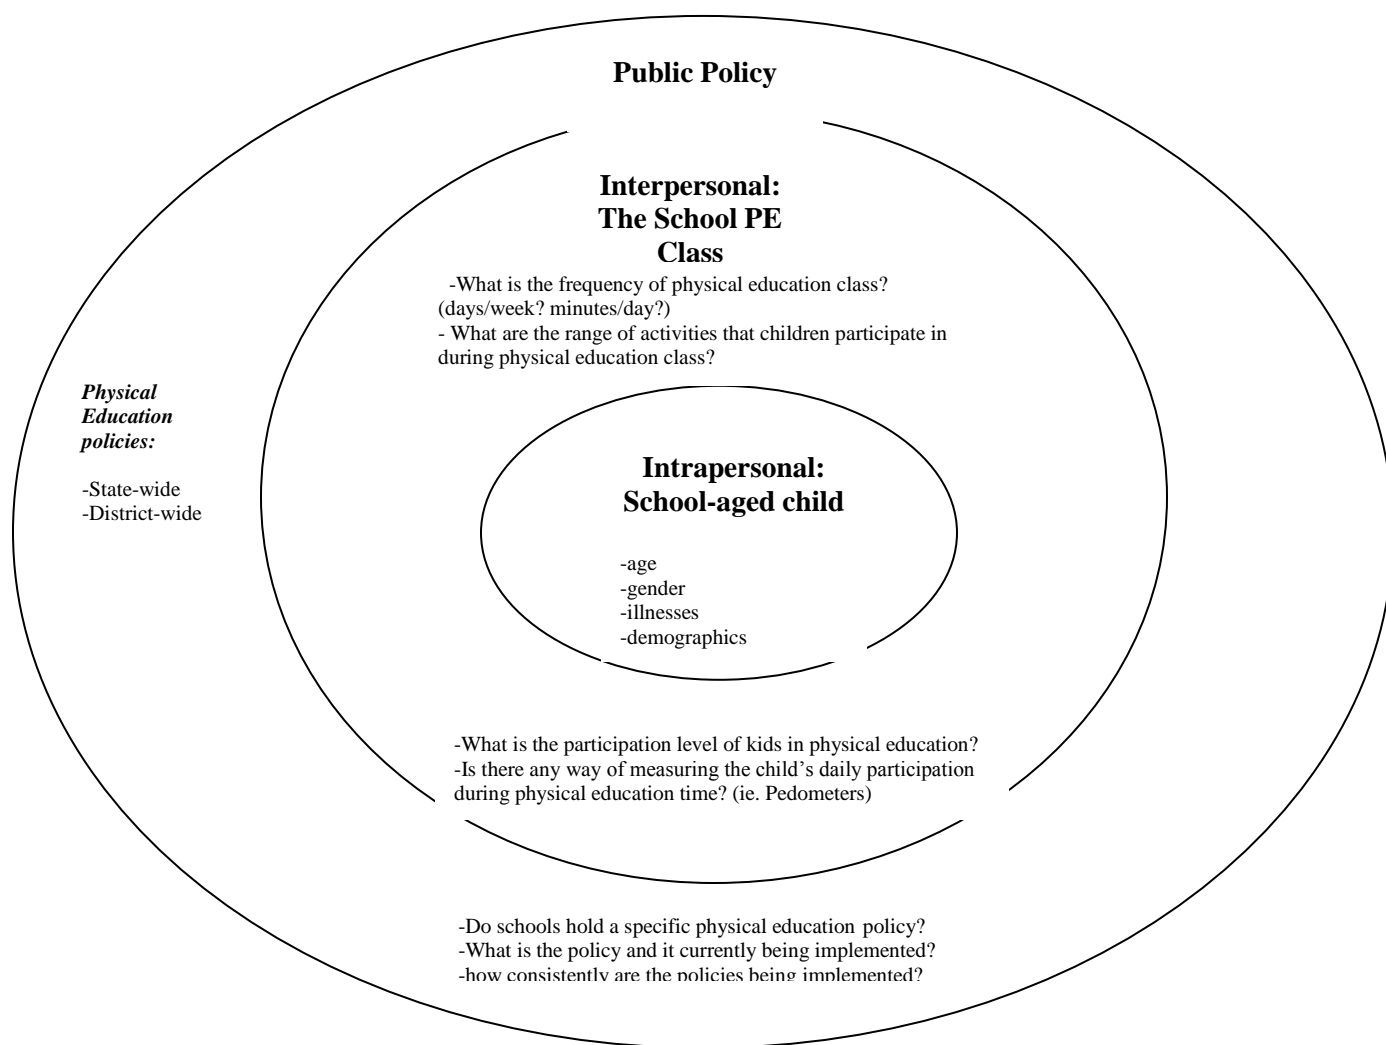 Public Policy
Interpersonal:
The School PE
Class
-What is the frequency of physical education class?
(days/week? minutes/day?)
- What are the range of activities that children participate in
during physical education class?
Physical
Education
policies:
-State-wide
-District-wide
Intrapersonal:
School-aged child
-age
-gender
-illnesses
-demographics
-What is the participation level of kids in physical education?
-Is there any way of measuring the child’s daily participation
during physical education time? (ie. Pedometers)
-Do schools hold a specific physical education policy?
-What is the policy and it currently being implemented?
-how consistently are the policies being implemented?